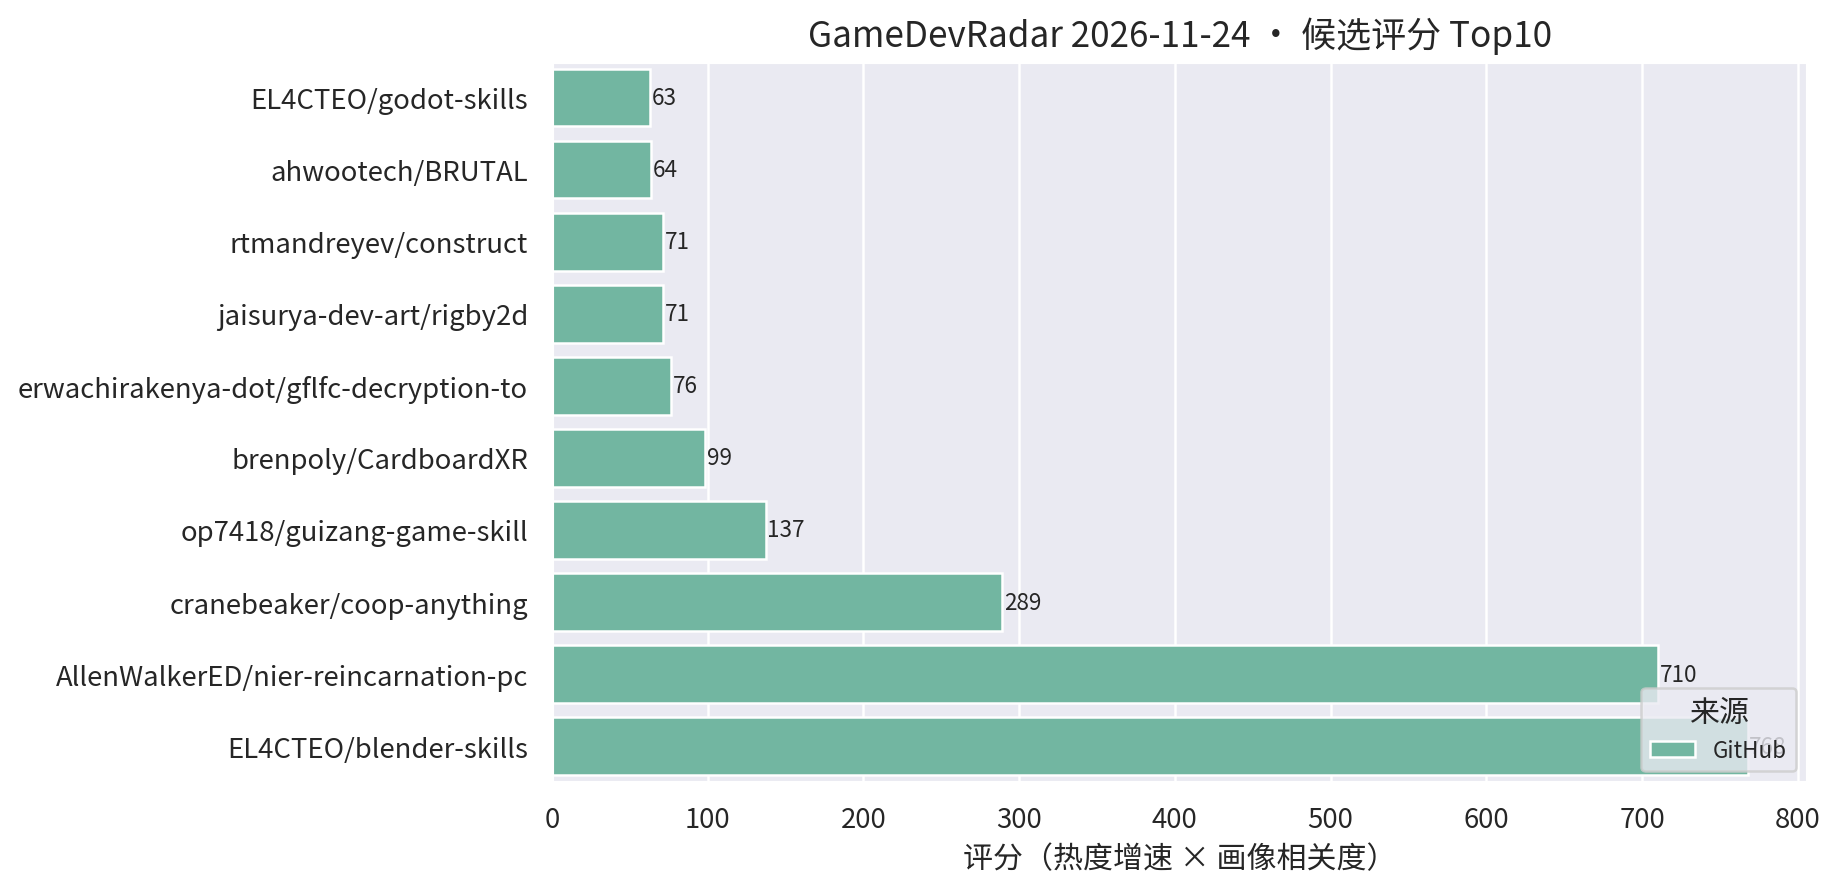 GameDevRadar 2026-11-24 • 候选评分 Top10
EL4CTEO/godot-skills
63
ahwootech/BRUTAL
64
rtmandreyev/construct
71
jaisurya-dev-art/rigby2d
71
erwachirakenya-dot/gflfc-decryption-to
76
brenpoly/CardboardXR
99
op7418/guizang-game-skill
137
cranebeaker/coop-anything
289
AllenWalkerED/nier-reincarnation-pc
710
EL4CTEO/blender-skills
来源
GitHub
0 100 200 300 400 500 600 700 800
评分（热度增速 × 画像相关度）